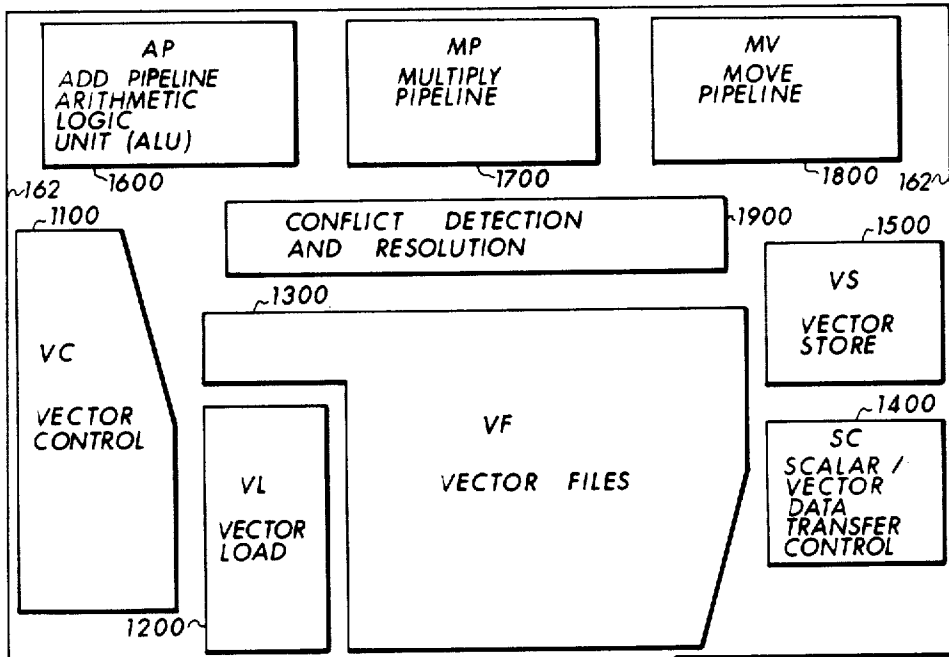 AP
ADD PIPELINE
ARITHMETIC
LOGIC
UNIT (ALU)
1600
MP
MULTIPLY
PIPELINE
1700
MV
MOVE
PIPELINE
1800
162
162
1100
VC
VECTOR
CONTROL
CONFLICT DETECTION
AND RESOLUTION
1900
1500
VS
VECTOR
STORE
1300
VF
VECTOR FILES
VL
VECTOR
LOAD
1200
1400
SC
SCALAR /
VECTOR
DATA
TRANSFER
CONTROL